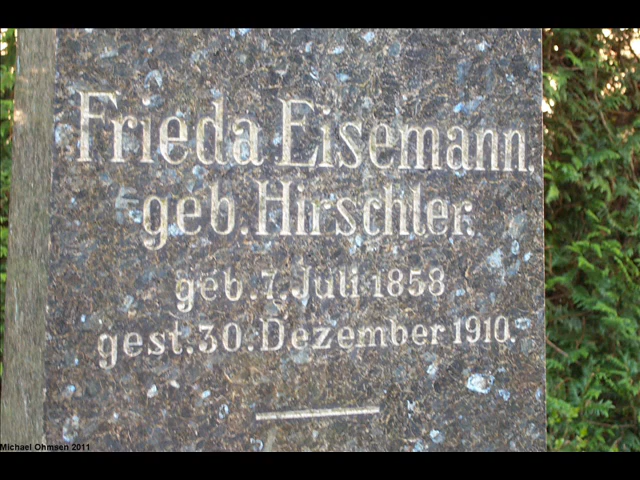 Frieda Eisemann,
geb. Hirschler.
geb. 7. Juli 1858
gest. 30. Dezember 1910.
Michael Ohmsen 2011